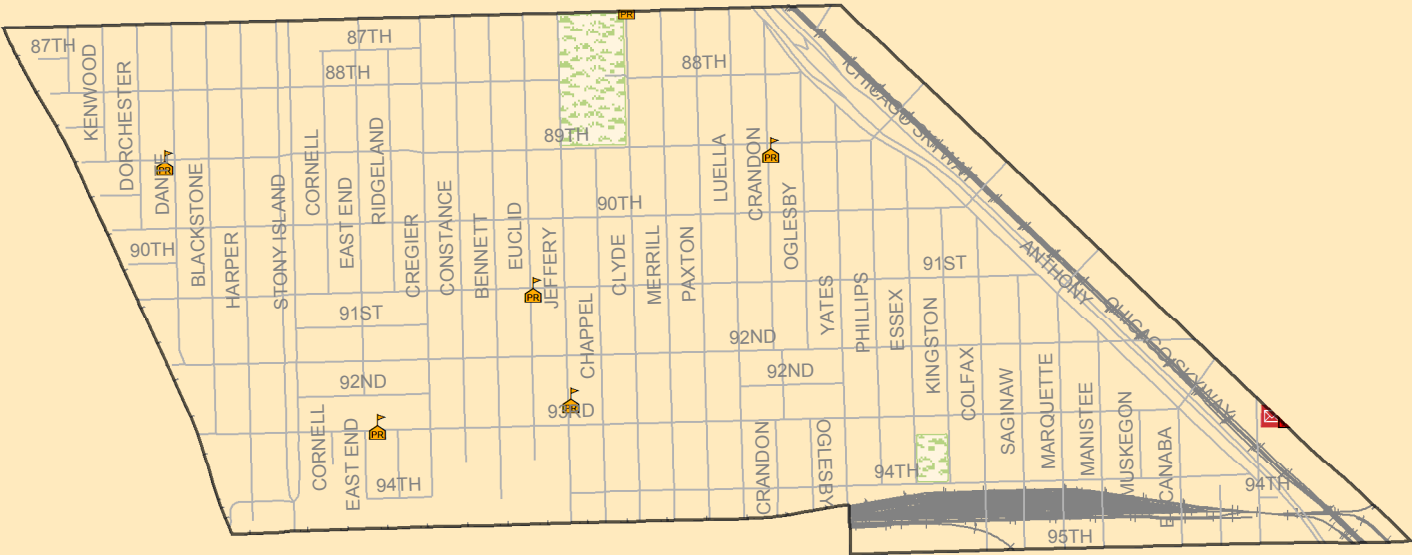 PR
87TH
87TH
KENWOOD
88TH
88TH
CHICAGO SKYWAY
DORCHESTER
89TH
PR
PR
DANTE
BLACKSTONE
HARPER
STONY ISLAND
CORNELL
EAST END
RIDGELAND
CREGIER
CONSTANCE
BENNETT
EUCLID
JEFFERY
90TH
LUELLA
CRANDON
OGLESBY
90TH
CLYDE
MERRILL
PAXTON
ANTHONY
91ST
PR
91ST
CHAPPEL
YATES
PHILLIPS
ESSEX
KINGSTON
CHICAGO SKYWAY
92ND
92ND
92ND
COLFAX
SAGINAW
MARQUETTE
MANISTEE
MUSKEGON
ESCANABA
PR
93RD
PR
CORNELL
EAST END
CRANDON
OGLESBY
94TH
94TH
94TH
95TH